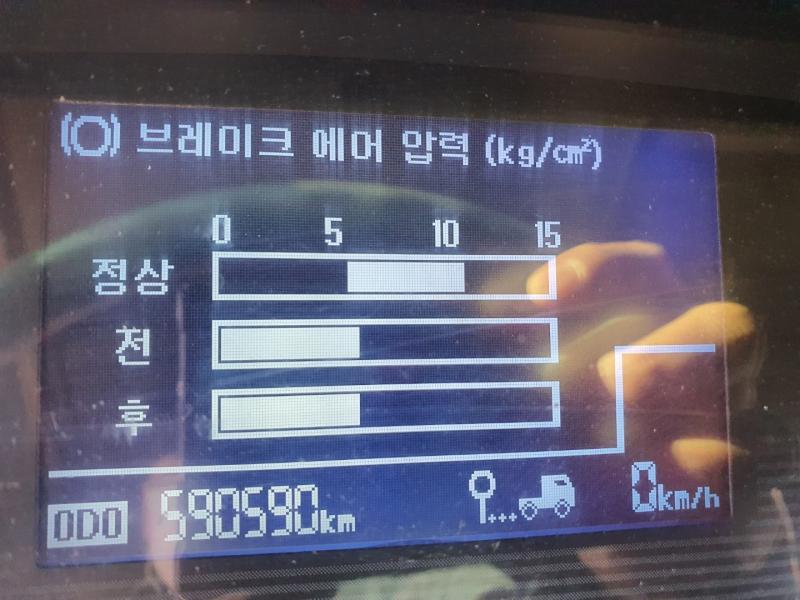 브레이크 에어 압력 (kg/cm²)
0 5 10 15
정상
전
후
ODO 590590km 0km/h